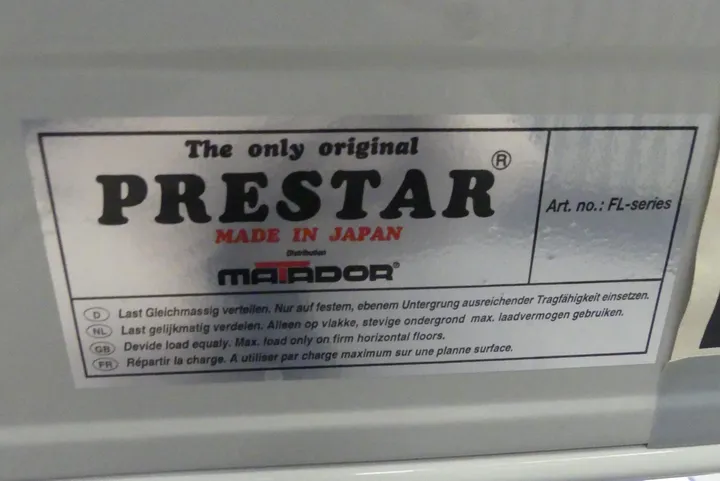 The only original
PRESTAR®
MADE IN JAPAN
Distribution
MATADOR®
Art. no.: FL-series
D Last Gleichmassig verteilen. Nur auf festem, ebenem Untergrung ausreichender Tragfähigkeit einsetzen.
NL Last gelijkmatig verdelen. Alleen op vlakke, stevige ondergrond max. laadvermogen gebruiken.
GB Devide load equaly. Max. load only on firm horizontal floors.
FR Répartir la charge. A utiliser par charge maximum sur une planne surface.